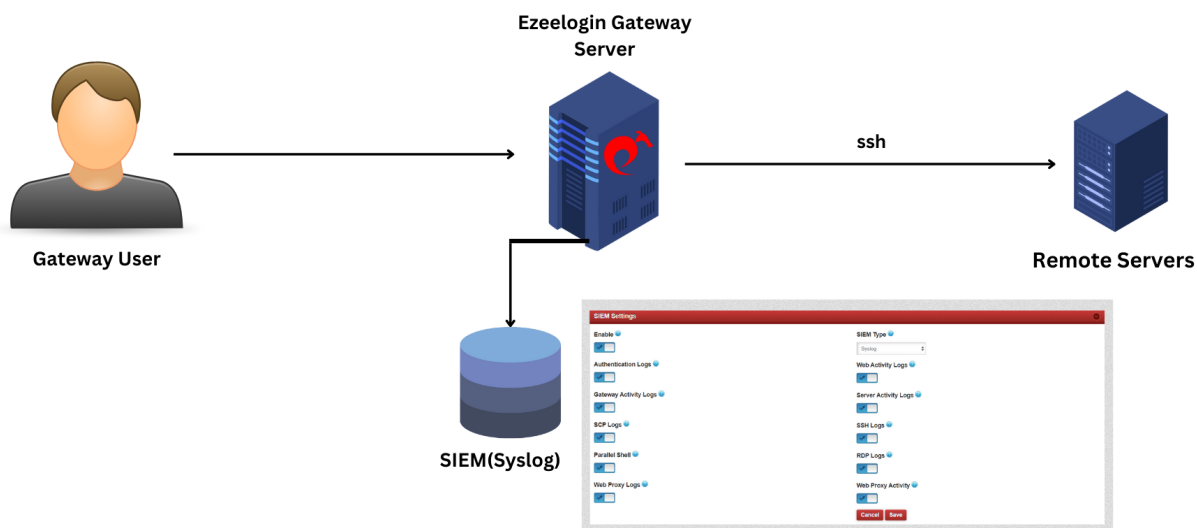 Ezeelogin Gateway
Server
ssh
Gateway User
Remote Servers
SIEM(Syslog)
SIEM Settings
Enable
SIEM Type
Syslog
Authentication Logs
Web Activity Logs
Gateway Activity Logs
Server Activity Logs
SCP Logs
SSH Logs
Parallel Shell
RDP Logs
Web Proxy Logs
Web Proxy Activity
Cancel Save